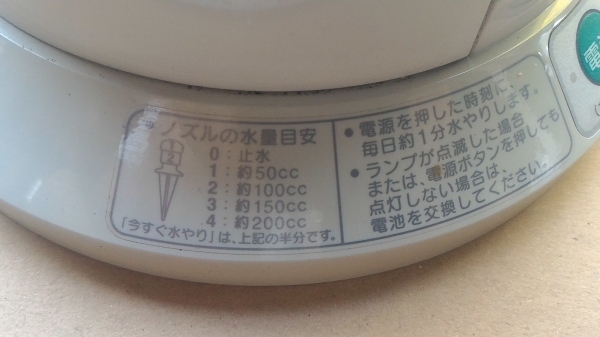 ノズルの水量目安
0：止水
1：約50cc
2：約100cc
3：約150cc
4：約200cc
「今すぐ水やり」は、上記の半分です。
●電源を押した時刻に、
毎日約1分水やりします。
●ランプが点滅した場合
または、電源ボタンを押しても
点灯しない場合は、
電池を交換してください。
電源